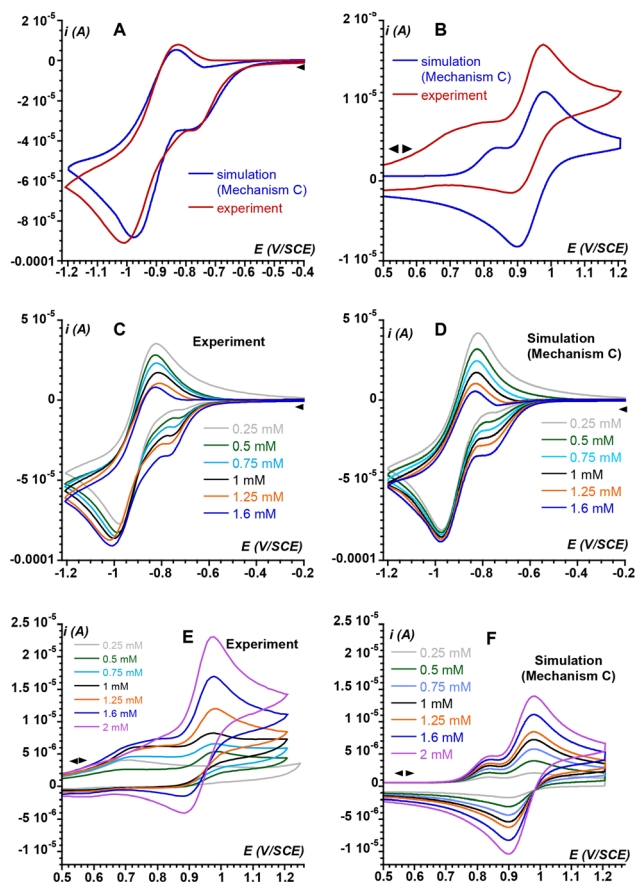 i (A)
A
2 10⁻⁵
0
-2 10⁻⁵
-4 10⁻⁵
-6 10⁻⁵
-8 10⁻⁵
-0.0001
simulation
(Mechanism C)
experiment
E (V/SCE)
-1.2 -1.1 -1 -0.9 -0.8 -0.7 -0.6 -0.5 -0.4
i (A)
B
2 10⁻⁵
1 10⁻⁵
0
-1 10⁻⁵
simulation
(Mechanism C)
experiment
E (V/SCE)
0.5 0.6 0.7 0.8 0.9 1 1.1 1.2
i (A)
C
Experiment
5 10⁻⁵
0
-5 10⁻⁵
-0.0001
0.25 mM
0.5 mM
0.75 mM
1 mM
1.25 mM
1.6 mM
E (V/SCE)
-1.2 -1 -0.8 -0.6 -0.4 -0.2
i (A)
D
Simulation
(Mechanism C)
5 10⁻⁵
0
-5 10⁻⁵
-0.0001
0.25 mM
0.5 mM
0.75 mM
1 mM
1.25 mM
1.6 mM
E (V/SCE)
-1.2 -1 -0.8 -0.6 -0.4 -0.2
i (A)
E
Experiment
2.5 10⁻⁵
2 10⁻⁵
1.5 10⁻⁵
1 10⁻⁵
5 10⁻⁶
0
-5 10⁻⁶
-1 10⁻⁵
0.25 mM
0.5 mM
0.75 mM
1 mM
1.25 mM
1.6 mM
2 mM
E (V/SCE)
0.5 0.6 0.7 0.8 0.9 1 1.1 1.2
i (A)
F
Simulation
(Mechanism C)
2.5 10⁻⁵
2 10⁻⁵
1.5 10⁻⁵
1 10⁻⁵
5 10⁻⁶
0
-5 10⁻⁶
-1 10⁻⁵
0.25 mM
0.5 mM
0.75 mM
1 mM
1.25 mM
1.6 mM
2 mM
E (V/SCE)
0.5 0.6 0.7 0.8 0.9 1 1.1 1.2